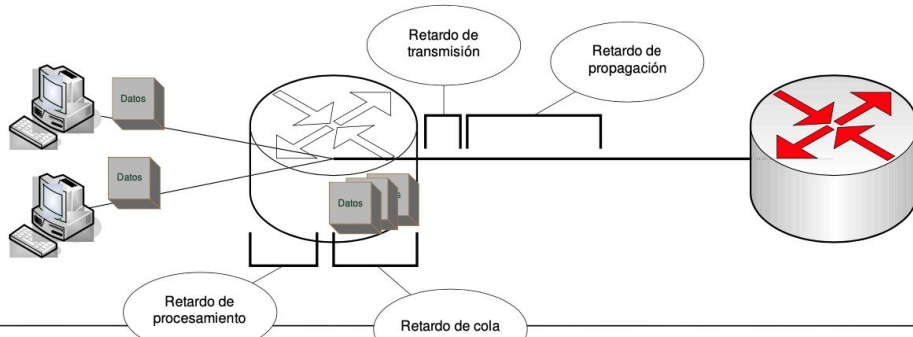 Retardo de
transmisión
Retardo de
propagación
Datos
Datos
Datos
s
Retardo de
procesamiento
Retardo de cola